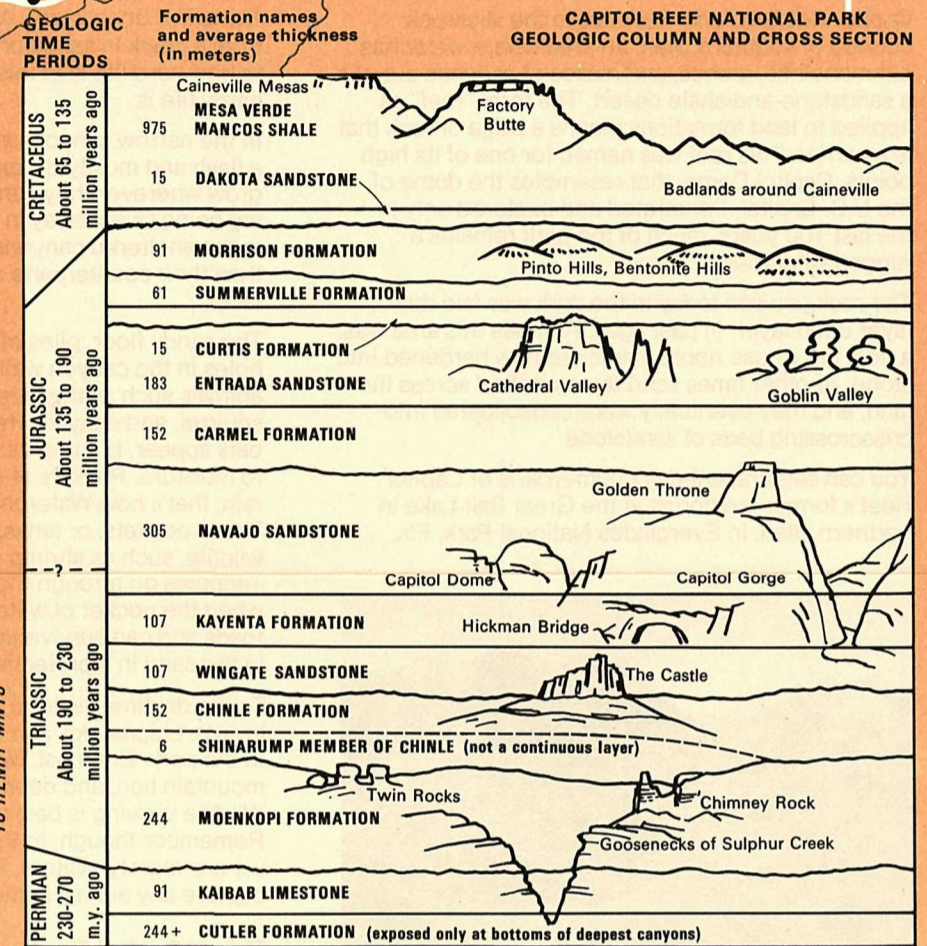 GEOLOGIC
TIME
PERIODS
Formation names
and average thickness
(in meters)
CAPITOL REEF NATIONAL PARK
GEOLOGIC COLUMN AND CROSS SECTION
CRETACEOUS
About 65 to 135
million years ago
Caineville Mesas
Factory
Butte
MESA VERDE
975 MANCOS SHALE
15 DAKOTA SANDSTONE
Badlands around Caineville
91 MORRISON FORMATION
Pinto Hills, Bentonite Hills
61 SUMMERVILLE FORMATION
JURASSIC
About 135 to 190
million years ago
15 CURTIS FORMATION
183 ENTRADA SANDSTONE
Cathedral Valley
Goblin Valley
152 CARMEL FORMATION
Golden Throne
305 NAVAJO SANDSTONE
Capitol Dome
Capitol Gorge
?
TRIASSIC
About 190 to 230
million years ago
107 KAYENTA FORMATION
Hickman Bridge
107 WINGATE SANDSTONE
The Castle
152 CHINLE FORMATION
6 SHINARUMP MEMBER OF CHINLE (not a continuous layer)
Twin Rocks
Chimney Rock
244 MOENKOPI FORMATION
Goosenecks of Sulphur Creek
PERMIAN
230-270
m.y. ago
91 KAIBAB LIMESTONE
244+ CUTLER FORMATION (exposed only at bottoms of deepest canyons)